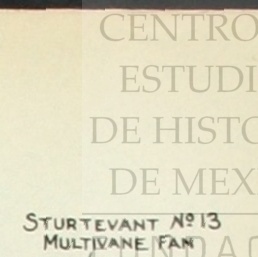 CENTRO
ESTUDI
DE HISTO
DE MEX
STURTEVANT Nº 13
MULTIVANE FAN